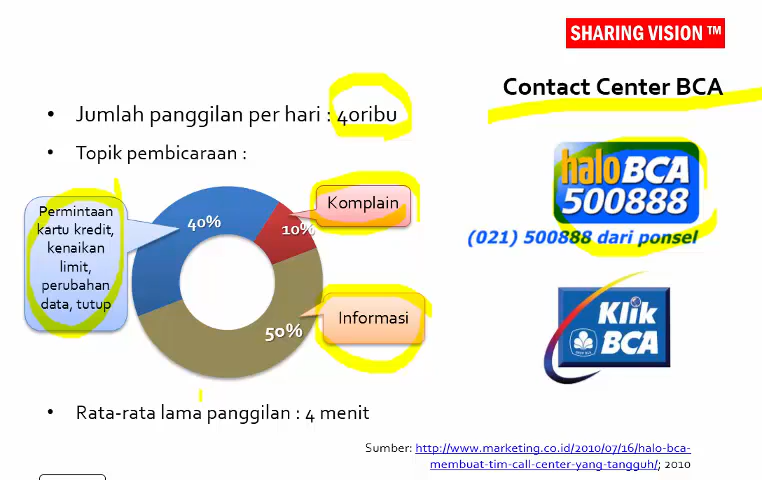 SHARING VISION ™
Contact Center BCA
• Jumlah panggilan per hari : 40ribu
• Topik pembicaraan :
Permintaan
kartu kredit,
kenaikan
limit,
perubahan
data, tutup
40%
10%
50%
Komplain
Informasi
halo BCA
500888
(021) 500888 dari ponsel
Klik
BCA
• Rata-rata lama panggilan : 4 menit
Sumber: http://www.marketing.co.id/2010/07/16/halo-bca-
membuat-tim-call-center-yang-tangguh/; 2010